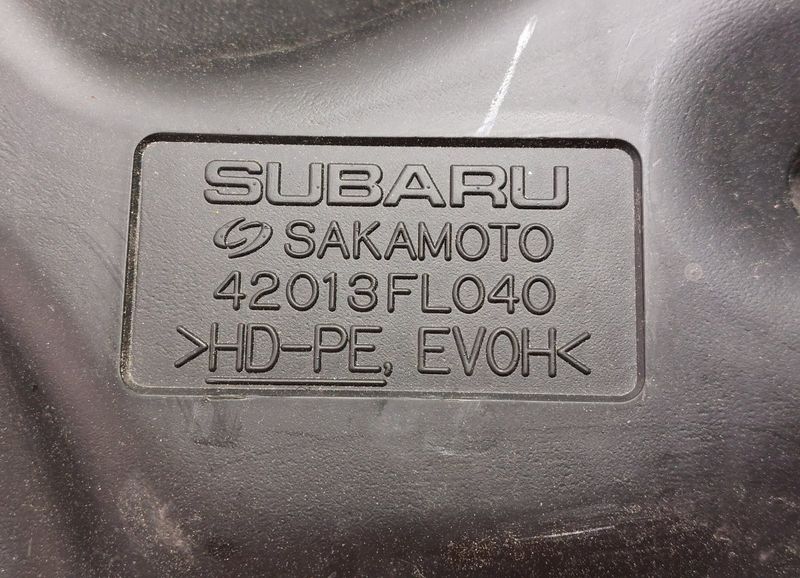 SUBARU
SAKAMOTO
42013FL040
>HD-PE, EVOH<